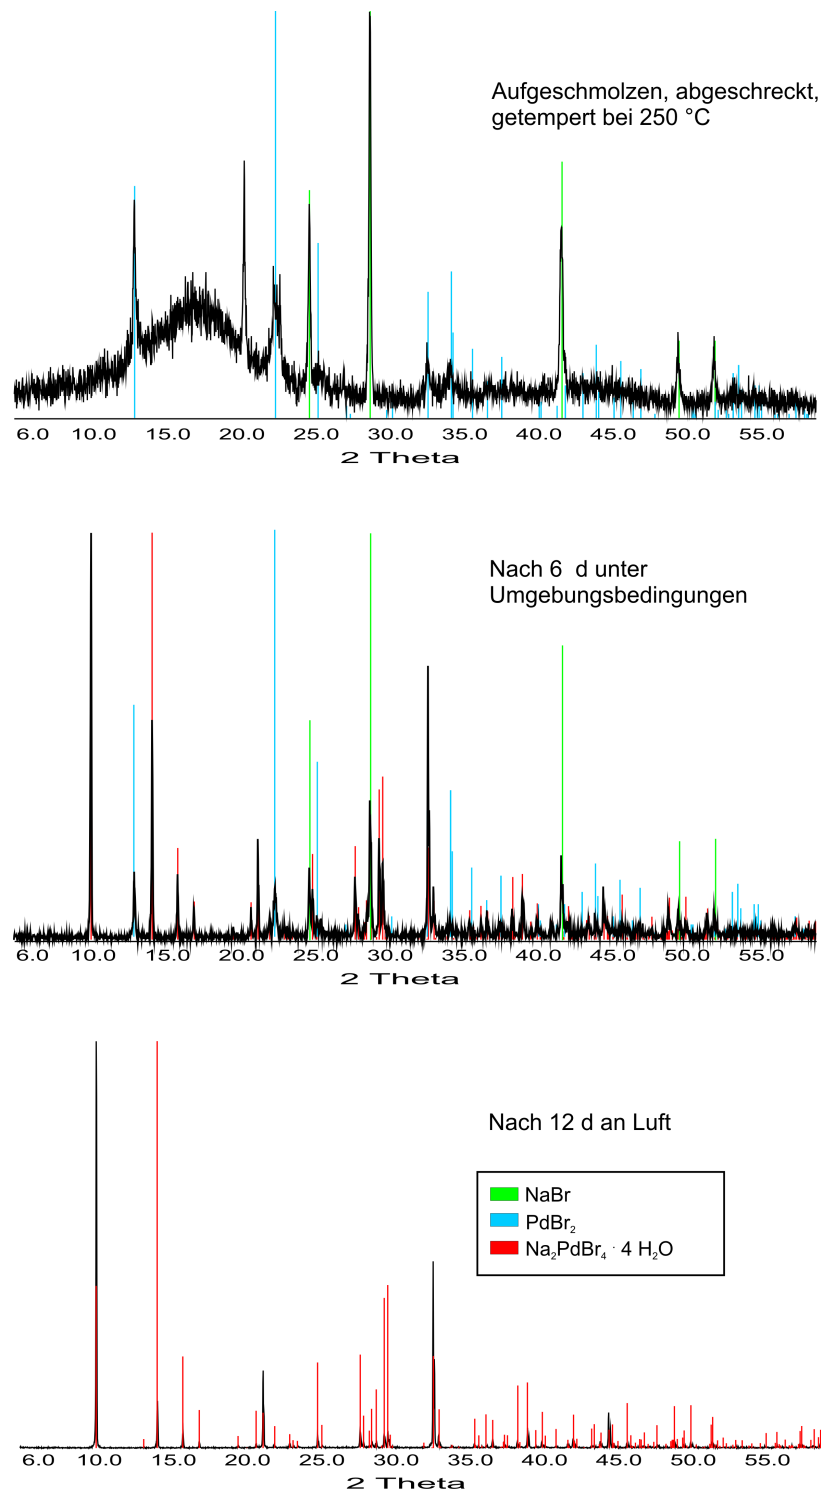 Aufgeschmolzen, abgeschreckt,
getempert bei 250 °C
6.0 10.0 15.0 20.0 25.0 30.0 35.0 40.0 45.0 50.0 55.0
2 Theta
Nach 6 d unter
Umgebungsbedingungen
6.0 10.0 15.0 20.0 25.0 30.0 35.0 40.0 45.0 50.0 55.0
2 Theta
Nach 12 d an Luft
NaBr
PdBr₂
Na₂PdBr₄ · 4 H₂O
6.0 10.0 15.0 20.0 25.0 30.0 35.0 40.0 45.0 50.0 55.0
2 Theta